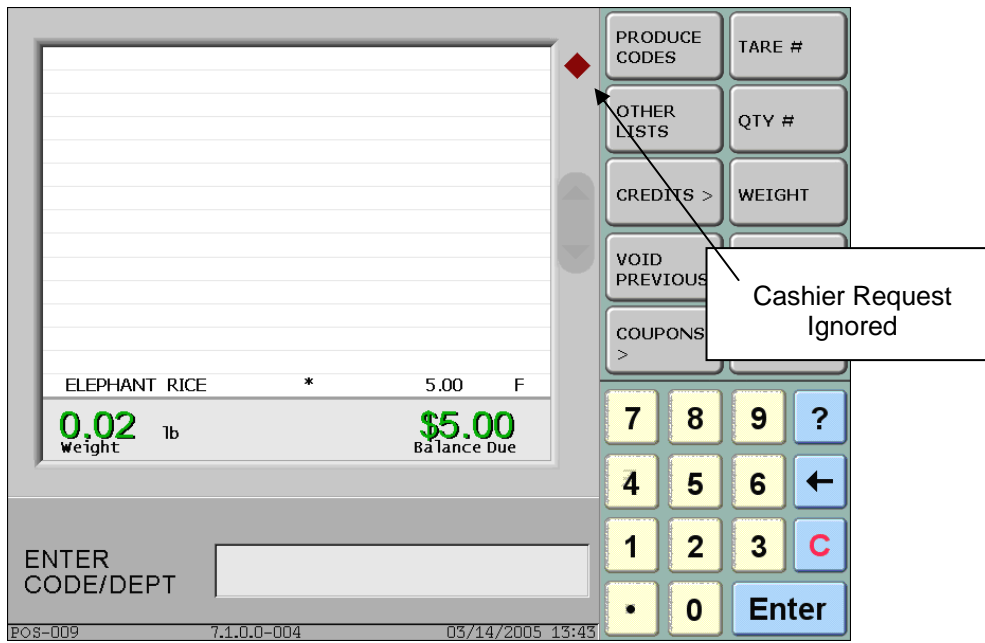 PRODUCE
CODES
TARE #
OTHER
LISTS
QTY #
CREDITS >
WEIGHT
VOID
PREVIOUS
Cashier Request
Ignored
COUPONS
>
ELEPHANT RICE * 5.00 F
0.02 lb $5.00
Weight Balance Due
7 8 9 ?
4 5 6 ←
1 2 3 C
. 0 Enter
ENTER
CODE/DEPT
POS-009 7.1.0.0-004 03/14/2005 13:43